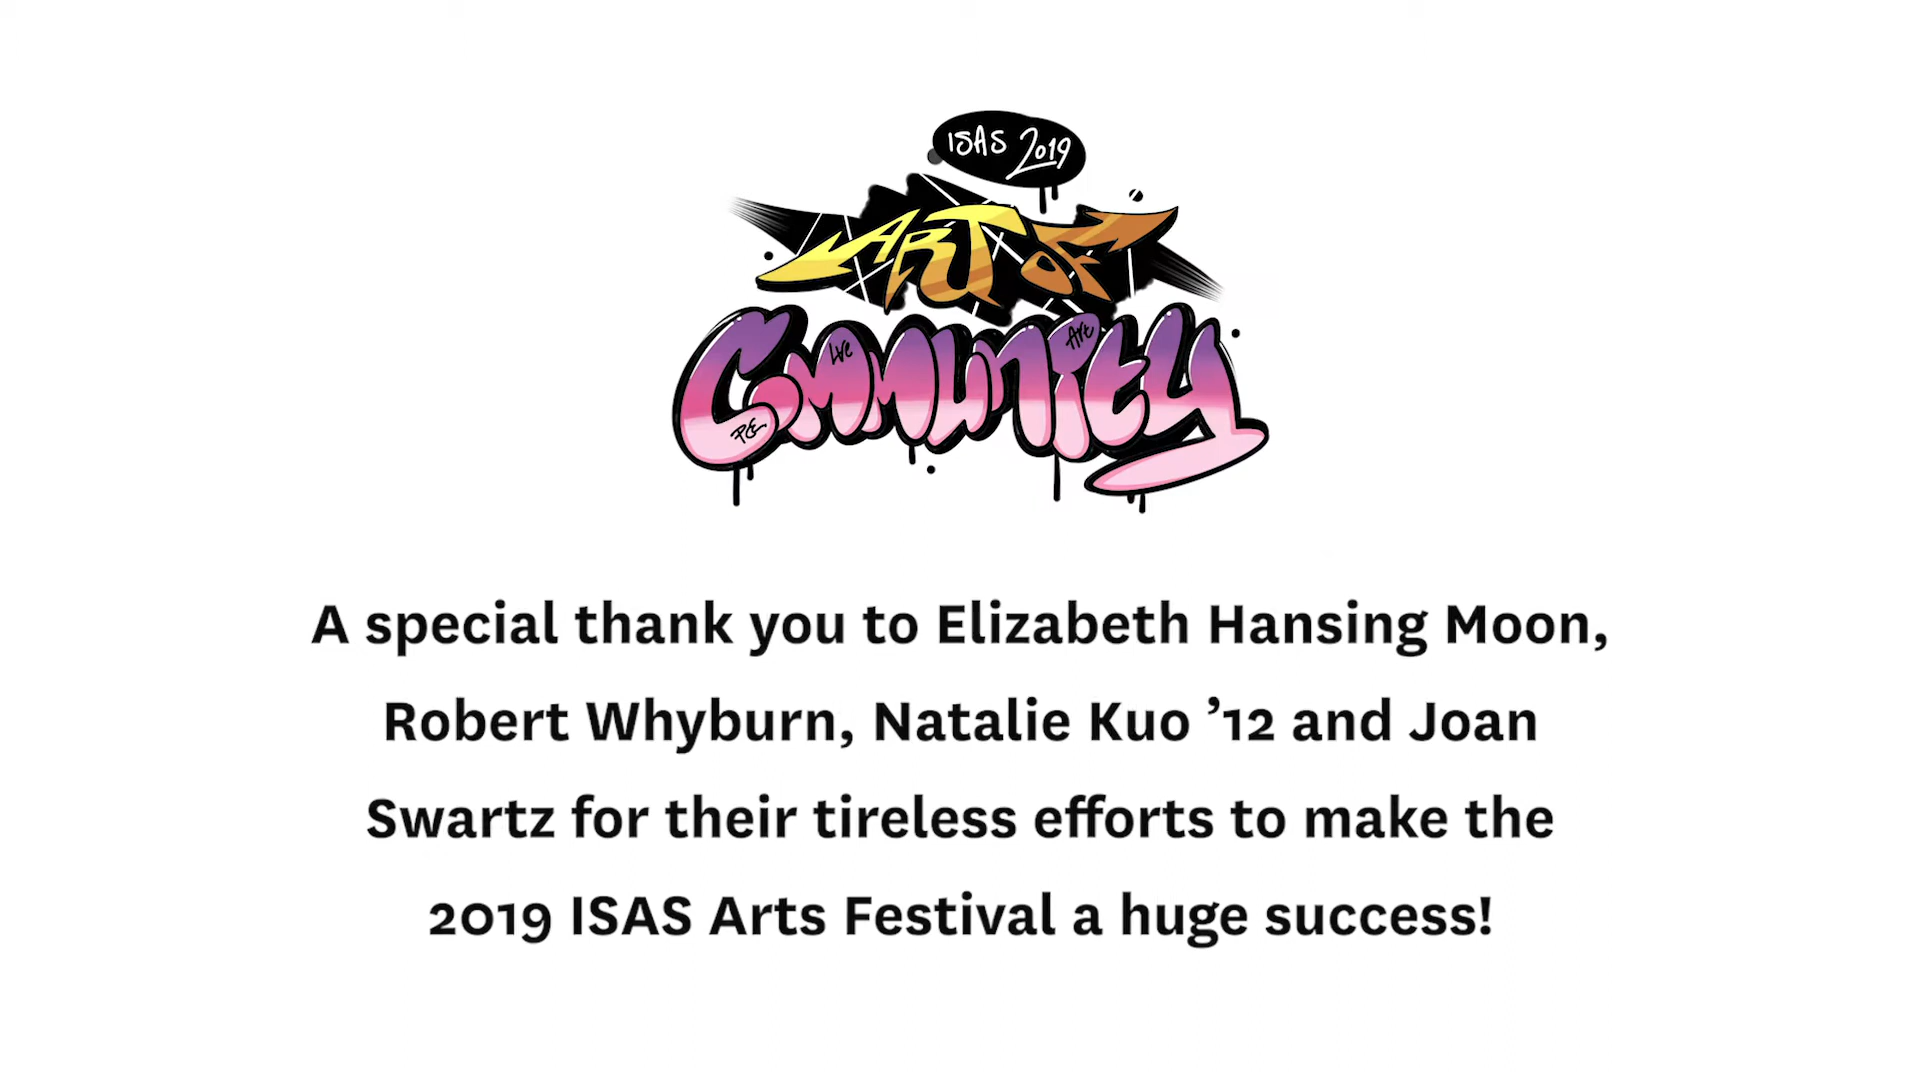 ISAS 2019
ART OF
Community
Art
A special thank you to Elizabeth Hansing Moon,
Robert Whyburn, Natalie Kuo ’12 and Joan
Swartz for their tireless efforts to make the
2019 ISAS Arts Festival a huge success!